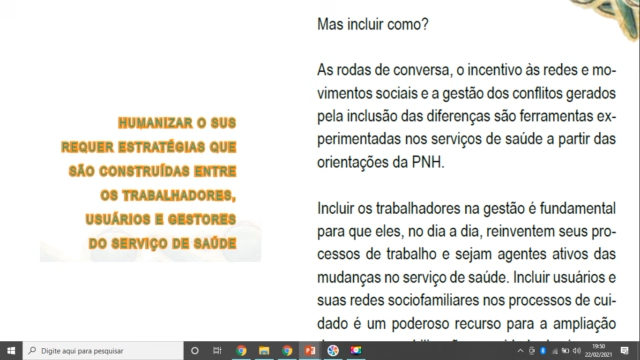 HUMANIZAR O SUS
REQUER ESTRATÉGIAS QUE
SÃO CONSTRUÍDAS ENTRE
OS TRABALHADORES,
USUÁRIOS E GESTORES
DO SERVIÇO DE SAÚDE
Mas incluir como?
As rodas de conversa, o incentivo às redes e mo-
vimentos sociais e a gestão dos conflitos gerados
pela inclusão das diferenças são ferramentas ex-
perimentadas nos serviços de saúde a partir das
orientações da PNH.
Incluir os trabalhadores na gestão é fundamental
para que eles, no dia a dia, reinventem seus pro-
cessos de trabalho e sejam agentes ativos das
mudanças no serviço de saúde. Incluir usuários e
suas redes sociofamiliares nos processos de cui-
dado é um poderoso recurso para a ampliação
Digite aqui para pesquisar
19:50
22/02/2021